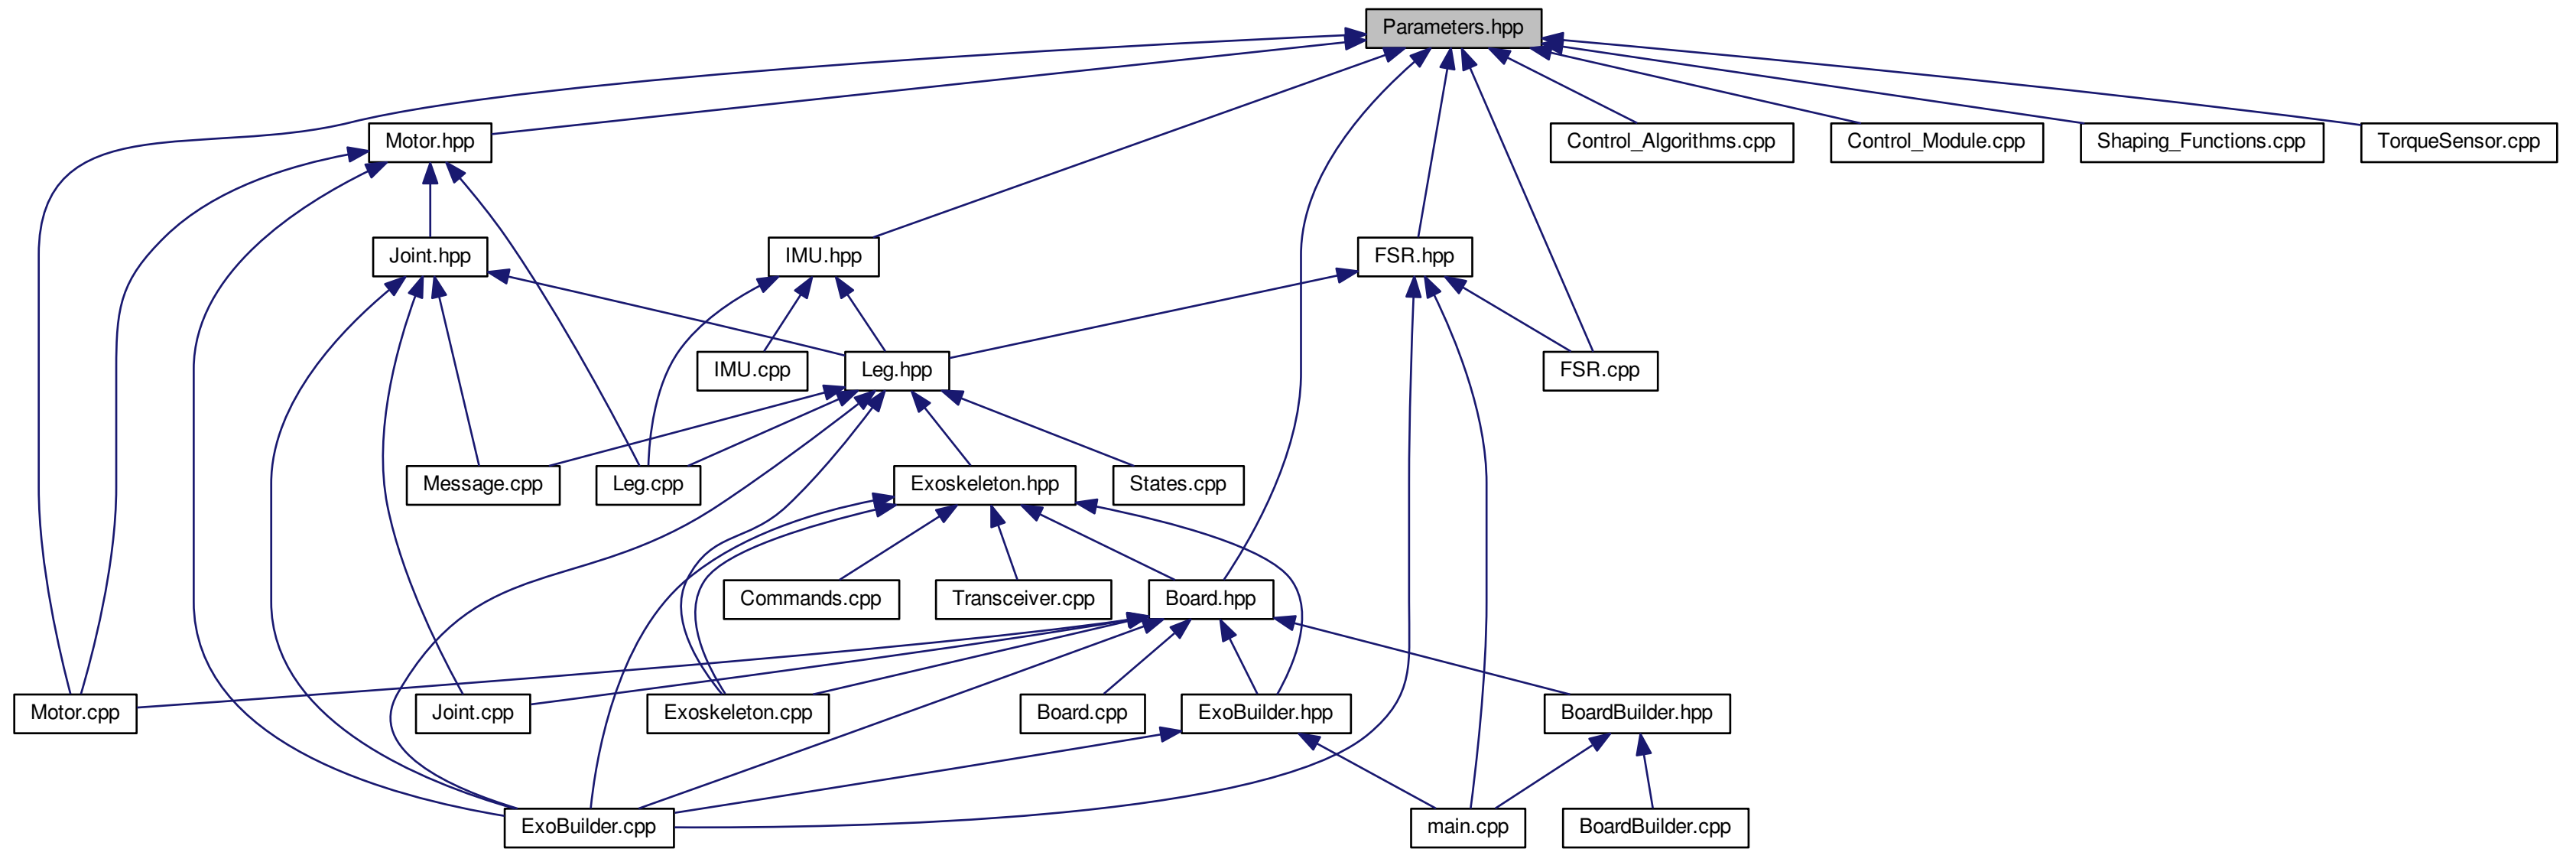 Parameters.hpp
Motor.hpp
Control_Algorithms.cpp
Control_Module.cpp
Shaping_Functions.cpp
TorqueSensor.cpp
Joint.hpp
IMU.hpp
FSR.hpp
IMU.cpp
Leg.hpp
FSR.cpp
Message.cpp
Leg.cpp
Exoskeleton.hpp
States.cpp
Commands.cpp
Transceiver.cpp
Board.hpp
Motor.cpp
Joint.cpp
Exoskeleton.cpp
Board.cpp
ExoBuilder.hpp
BoardBuilder.hpp
ExoBuilder.cpp
main.cpp
BoardBuilder.cpp